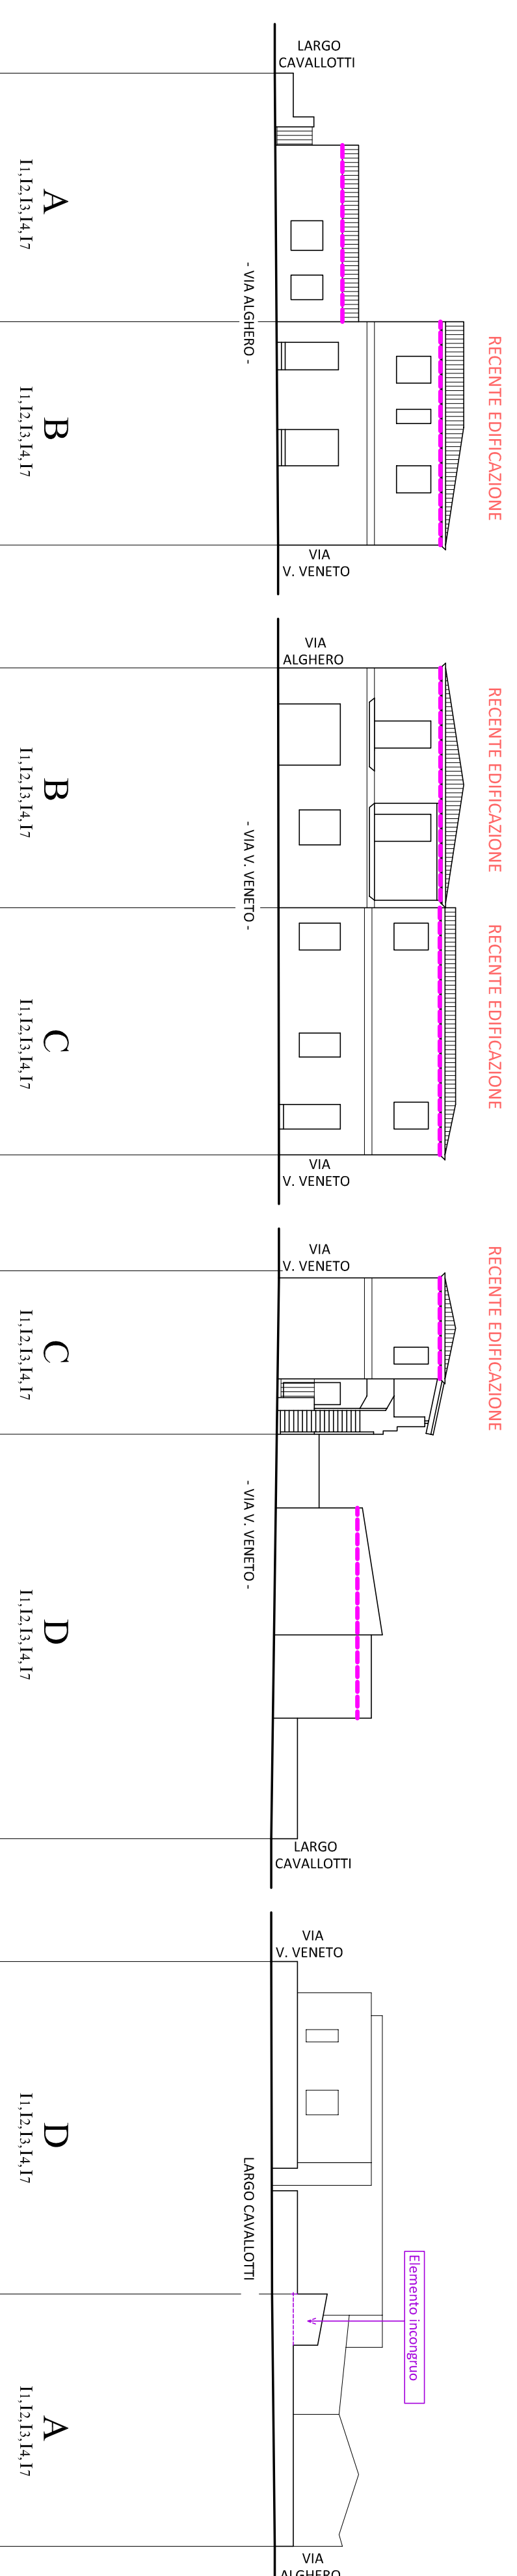 LARGO
CAVALLOTTI
RECENTE EDIFICAZIONE
- VIA ALGHERO -
A
I1,I2,I3,I4,I7
B
I1,I2,I3,I4,I7
VIA
V. VENETO
VIA
ALGHERO
RECENTE EDIFICAZIONE
RECENTE EDIFICAZIONE
- VIA V. VENETO -
B
I1,I2,I3,I4,I7
C
I1,I2,I3,I4,I7
VIA
V. VENETO
VIA
V. VENETO
RECENTE EDIFICAZIONE
- VIA V. VENETO -
C
I1,I2,I3,I4,I7
D
I1,I2,I3,I4,I7
LARGO
CAVALLOTTI
VIA
V. VENETO
Elemento incongruo
LARGO CAVALLOTTI
D
I1,I2,I3,I4,I7
A
I1,I2,I3,I4,I7
VIA
ALGHERO